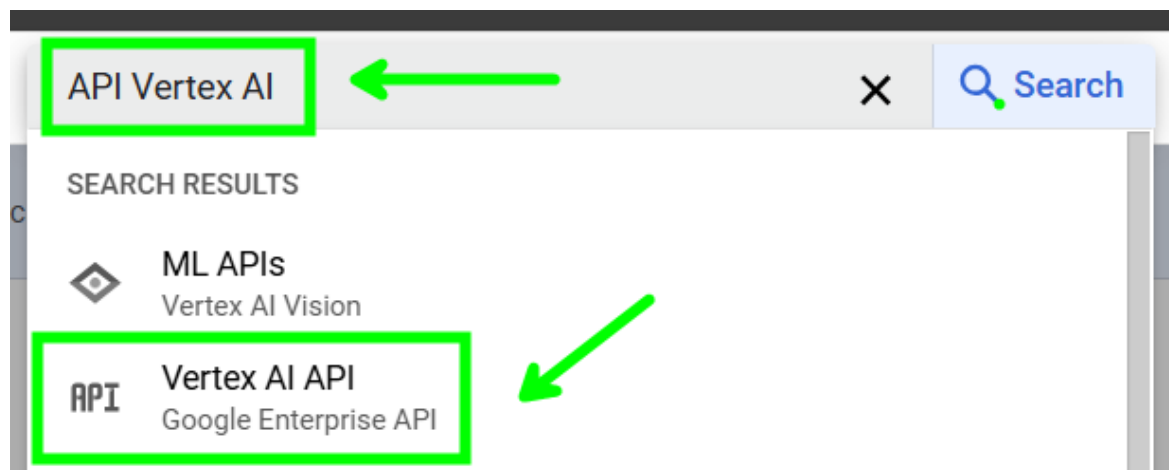 API Vertex AI
Search
SEARCH RESULTS
ML APIs
Vertex AI Vision
API
Vertex AI API
Google Enterprise API